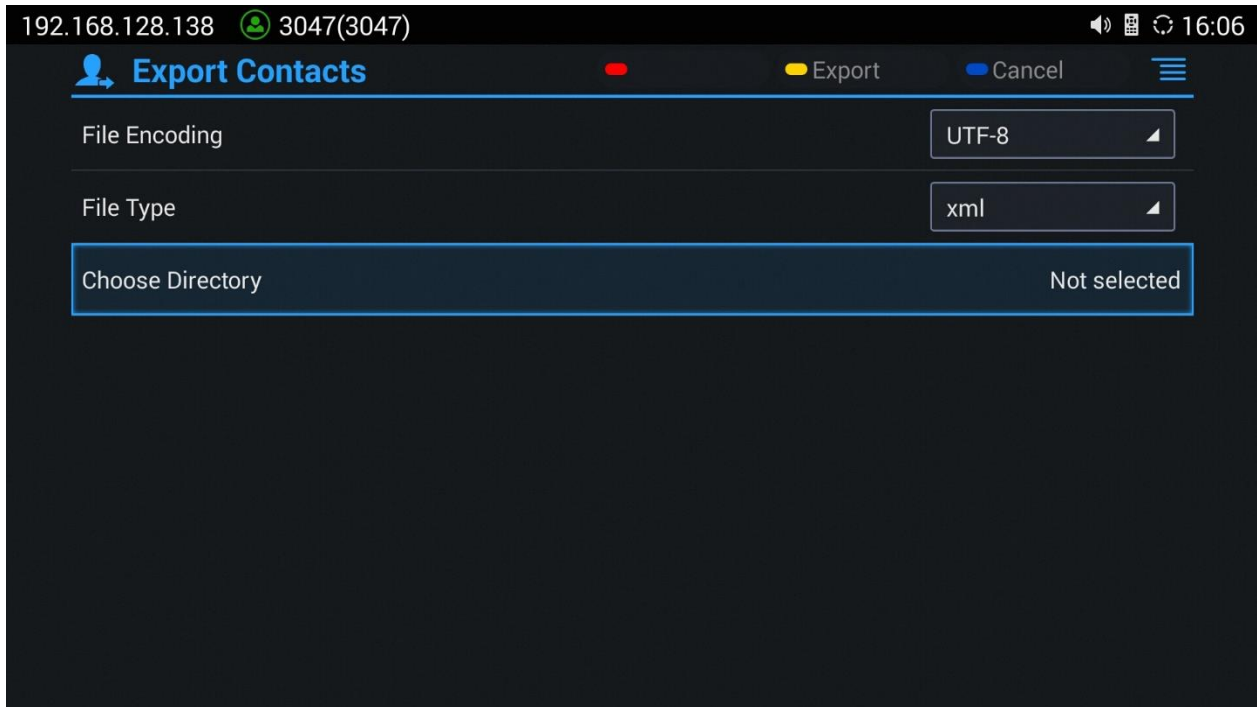 192.168.128.138 3047(3047) 16:06
Export Contacts Export Cancel
File Encoding UTF-8
File Type xml
Choose Directory Not selected